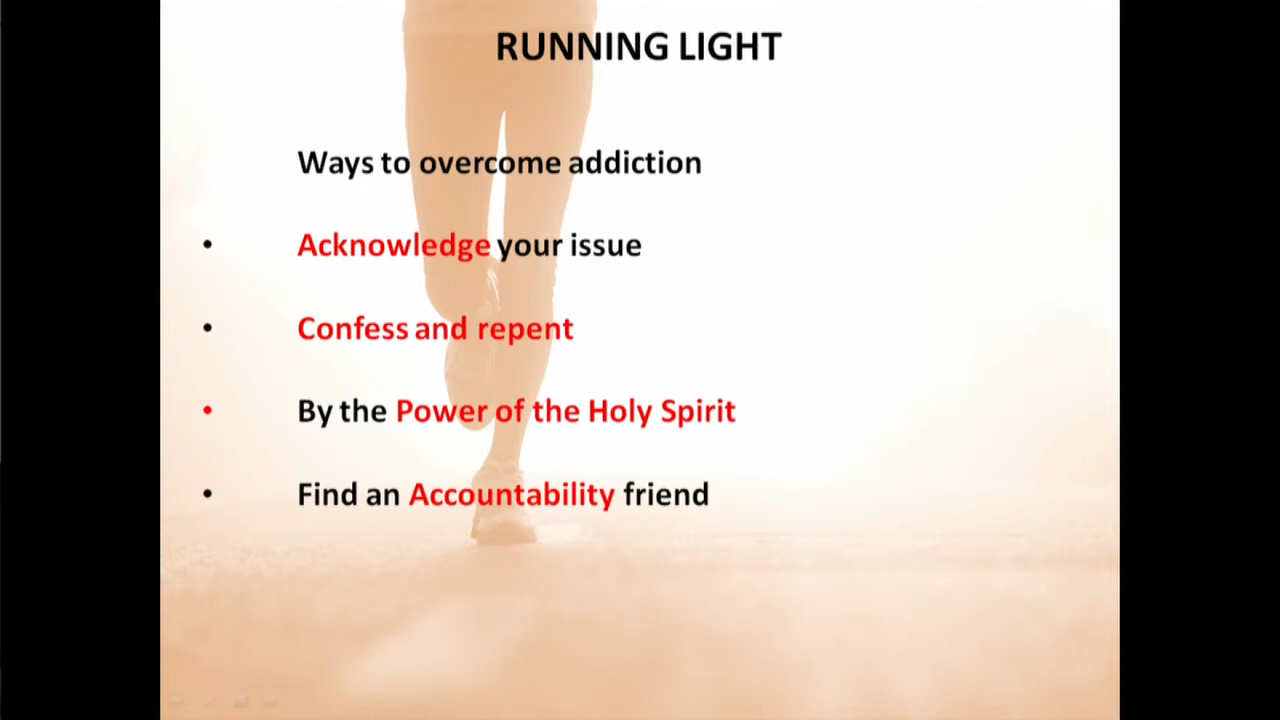 RUNNING LIGHT
Ways to overcome addiction
• Acknowledge your issue
• Confess and repent
• By the Power of the Holy Spirit
• Find an Accountability friend